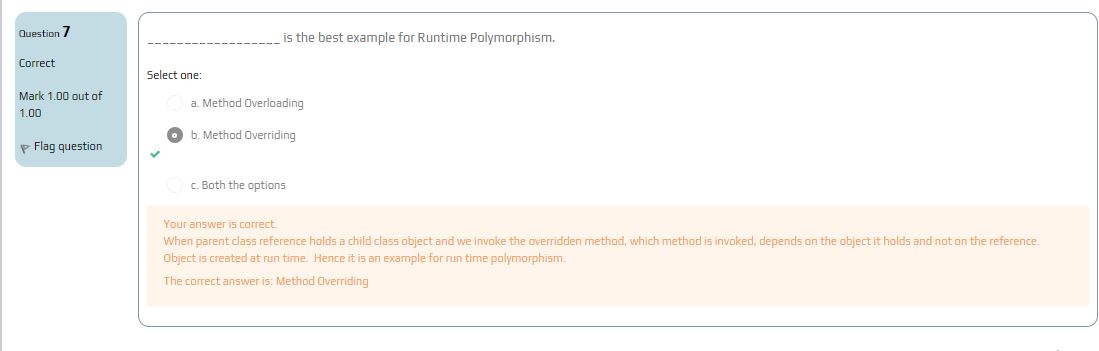 Question 7
Correct
Mark 1.00 out of
1.00
Flag question
__________________ is the best example for Runtime Polymorphism.
Select one:
a. Method Overloading
b. Method Overriding
c. Both the options
Your answer is correct.
When parent class reference holds a child class object and we invoke the overridden method, which method is invoked, depends on the object it holds and not on the reference.
Object is created at run time.  Hence it is an example for run time polymorphism.
The correct answer is: Method Overriding